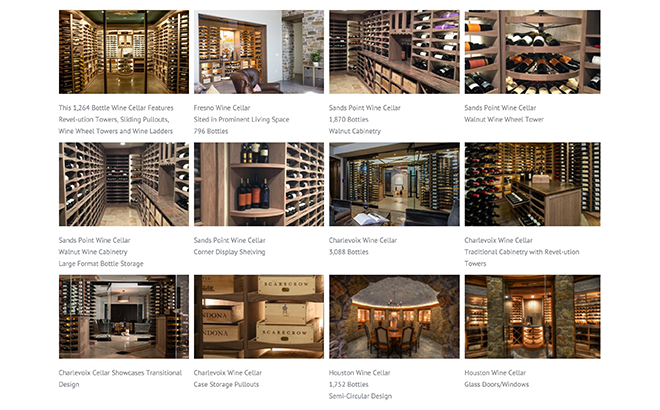 This 1,264 Bottle Wine Cellar Features
Revel-ution Towers, Sliding Pullouts,
Wine Wheel Towers and Wine Ladders
Fresno Wine Cellar
Sited in Prominent Living Space
796 Bottles
Sands Point Wine Cellar
1,870 Bottles
Walnut Cabinetry
Sands Point Wine Cellar
Walnut Wine Wheel Tower
Sands Point Wine Cellar
Walnut Wine Cabinetry
Large Format Bottle Storage
Sands Point Wine Cellar
Corner Display Shelving
Charlevoix Wine Cellar
3,088 Bottles
Charlevoix Wine Cellar
Traditional Cabinetry with Revel-ution
Towers
DONA
SCARECROW
SCARECROW
Charlevoix Cellar Showcases Transitional
Design
Charlevoix Wine Cellar
Case Storage Pullouts
Houston Wine Cellar
1,752 Bottles
Semi-Circular Design
Houston Wine Cellar
Glass Doors/Windows